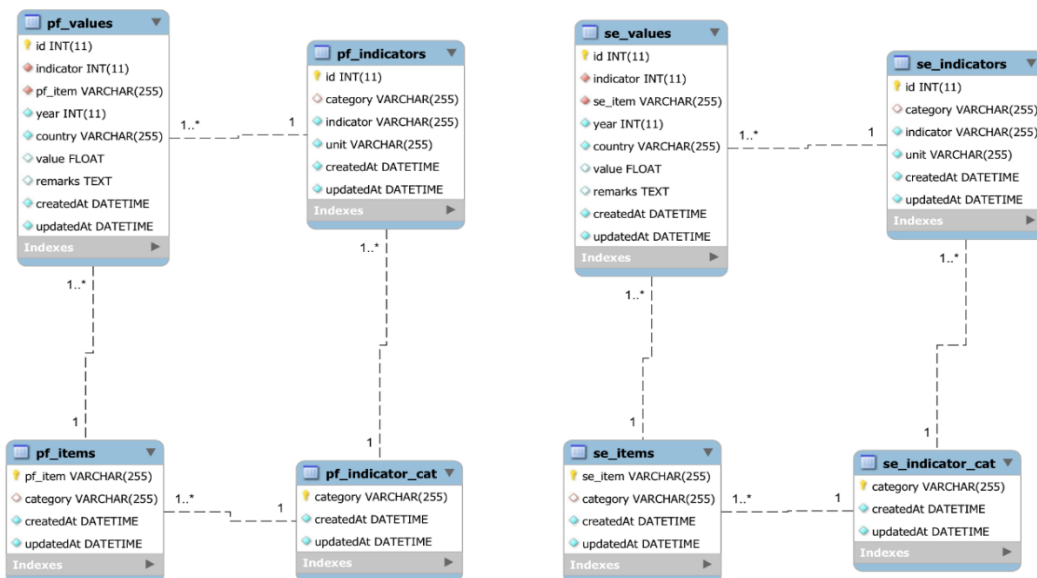 pf_values
id INT(11)
indicator INT(11)
pf_item VARCHAR(255)
year INT(11)
country VARCHAR(255)
value FLOAT
remarks TEXT
createdAt DATETIME
updatedAt DATETIME
Indexes
1..*
1
pf_indicators
id INT(11)
category VARCHAR(255)
indicator VARCHAR(255)
unit VARCHAR(255)
createdAt DATETIME
updatedAt DATETIME
Indexes
1..*
1..*
1
1
pf_items
pf_item VARCHAR(255)
category VARCHAR(255)
createdAt DATETIME
updatedAt DATETIME
Indexes
1..*
1
pf_indicator_cat
category VARCHAR(255)
createdAt DATETIME
updatedAt DATETIME
Indexes
se_values
id INT(11)
indicator INT(11)
se_item VARCHAR(255)
year INT(11)
country VARCHAR(255)
value FLOAT
remarks TEXT
createdAt DATETIME
updatedAt DATETIME
Indexes
1..*
1
se_indicators
id INT(11)
category VARCHAR(255)
indicator VARCHAR(255)
unit VARCHAR(255)
createdAt DATETIME
updatedAt DATETIME
Indexes
1..*
1..*
1
1
se_items
se_item VARCHAR(255)
category VARCHAR(255)
createdAt DATETIME
updatedAt DATETIME
Indexes
1..*
1
se_indicator_cat
category VARCHAR(255)
createdAt DATETIME
updatedAt DATETIME
Indexes